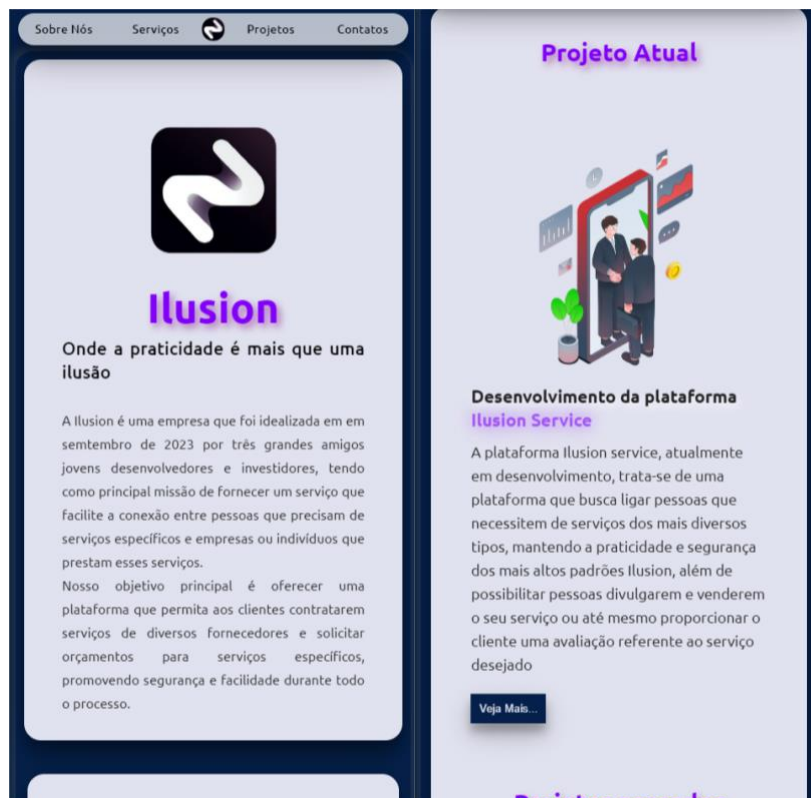 Sobre Nós Serviços Projetos Contatos
Ilusion
Onde a praticidade é mais que uma
ilusão
A Ilusion é uma empresa que foi idealizada em em
semtembro de 2023 por três grandes amigos
jovens desenvolvedores e investidores, tendo
como principal missão de fornecer um serviço que
facilite a conexão entre pessoas que precisam de
serviços específicos e empresas ou indivíduos que
prestam esses serviços.
Nosso objetivo principal é oferecer uma
plataforma que permita aos clientes contratarem
serviços de diversos fornecedores e solicitar
orçamentos para serviços específicos,
promovendo segurança e facilidade durante todo
o processo.
Projeto Atual
Desenvolvimento da plataforma
Ilusion Service
A plataforma Ilusion service, atualmente
em desenvolvimento, trata-se de uma
plataforma que busca ligar pessoas que
necessitem de serviços dos mais diversos
tipos, mantendo a praticidade e segurança
dos mais altos padrões Ilusion, além de
possibilitar pessoas divulgarem e venderem
o seu serviço ou até mesmo proporcionar o
cliente uma avaliação referente ao serviço
desejado
Veja Mais...